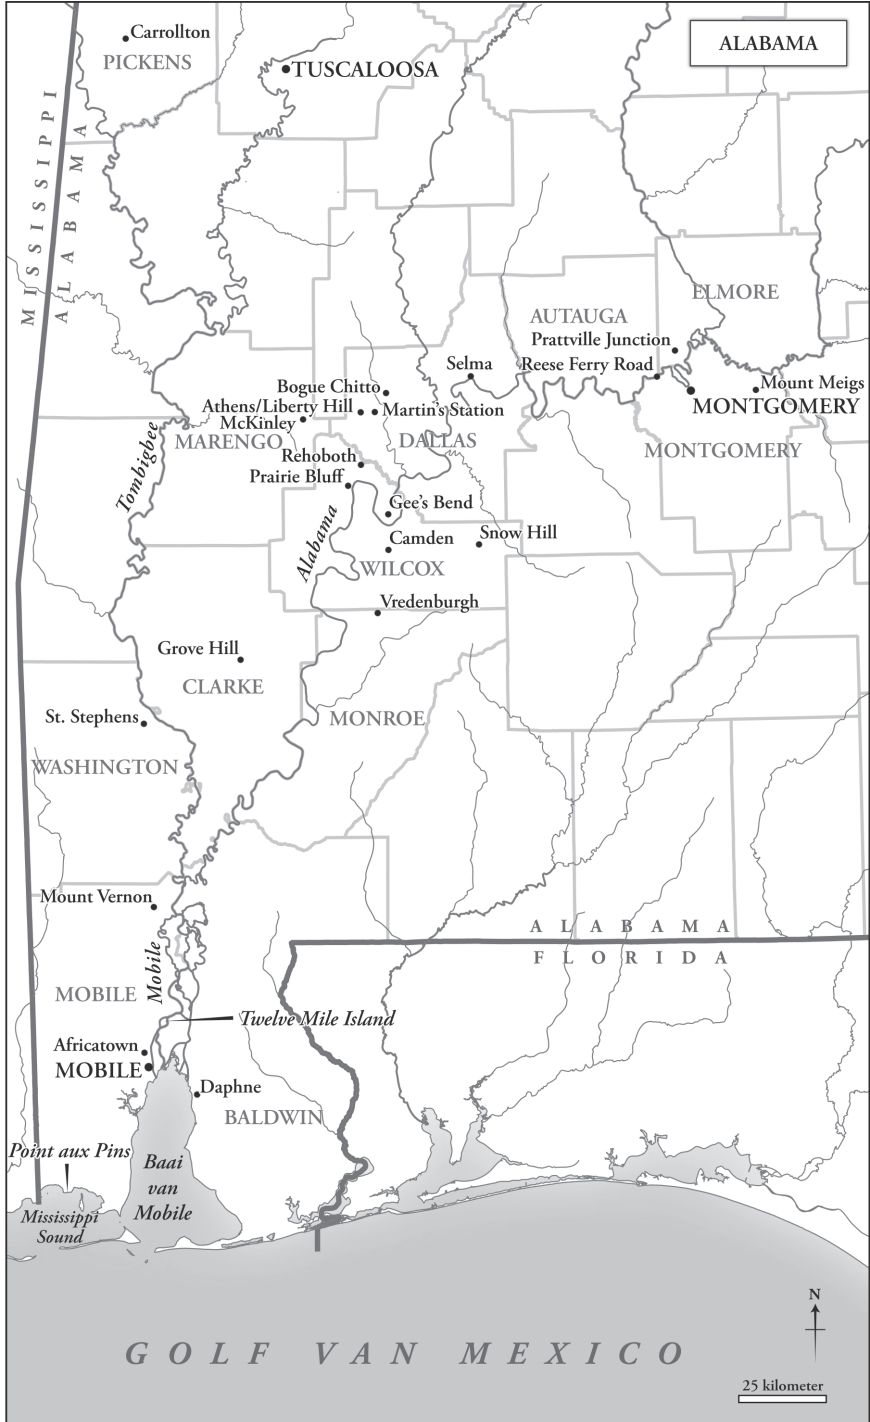 Carrollton
PICKENS
TUSCALOOSA
ALABAMA
MISSISSIPPI
ALABAMA
ELMORE
AUTAUGA
Prattville Junction
Selma
Reese Ferry Road
Bogue Chitto
Mount Meigs
Athens/Liberty Hill
Martin's Station
MONTGOMERY
McKinley
MARENGO
DALLAS
MONTGOMERY
Rehoboth
Prairie Bluff
Tombigbee
Gee's Bend
Alabama
Camden
Snow Hill
WILCOX
Vredenburgh
Grove Hill
CLARKE
St. Stephens
MONROE
WASHINGTON
Mount Vernon
ALABAMA
FLORIDA
Mobile
MOBILE
Twelve Mile Island
Africatown
MOBILE
Daphne
BALDWIN
Point aux Pins
Baai
van
Mobile
Mississippi
Sound
N
GOLF VAN MEXICO
25 kilometer